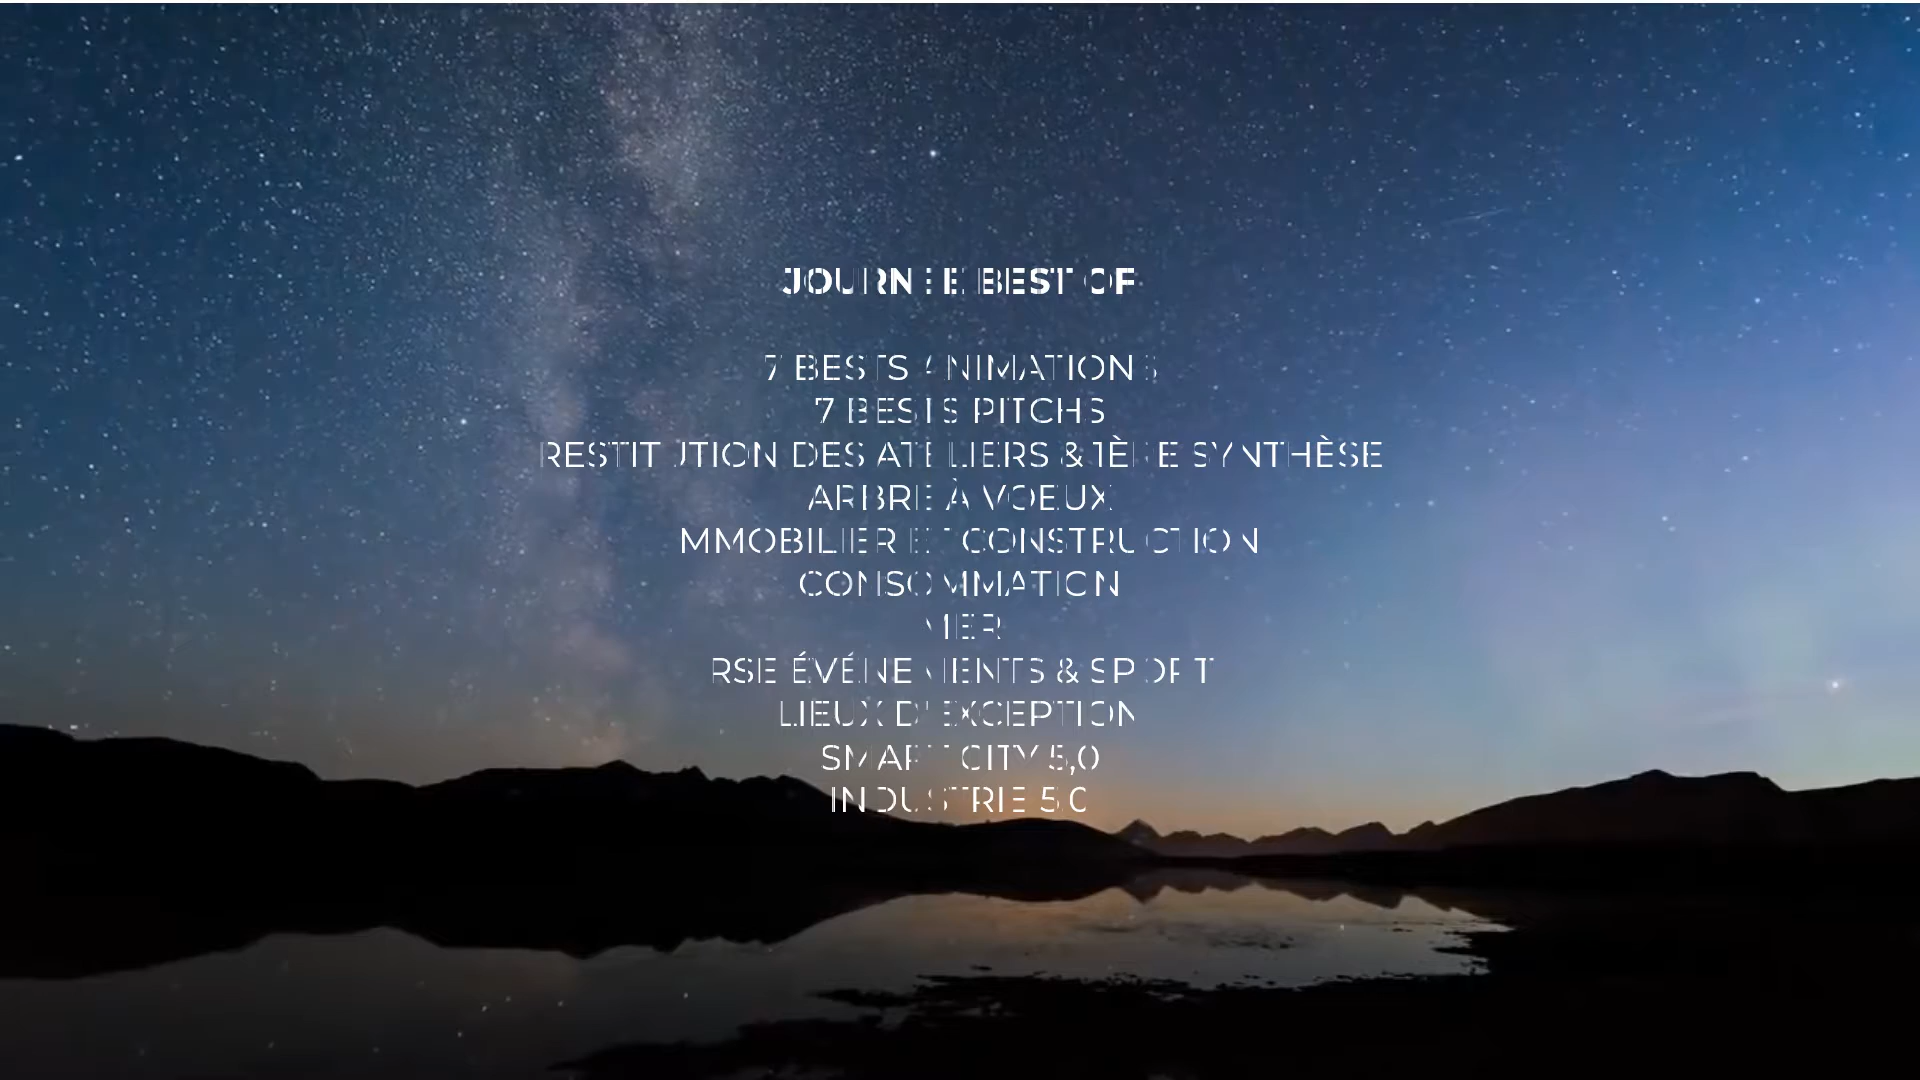 JOURNEE BEST OF
7 BESTS ANIMATIONS
7 BESTS PITCHS
RESTITUTION DES ATELIERS & 1ÈRE SYNTHÈSE
ARBRE À VOEUX
IMMOBILIER ET CONSTRUCTION
CONSOMMATION
MER
RSE ÉVÉNEMENTS & SPORT
LIEUX D'EXCEPTION
SMART CITY 5,0
INDUSTRIE 5.0